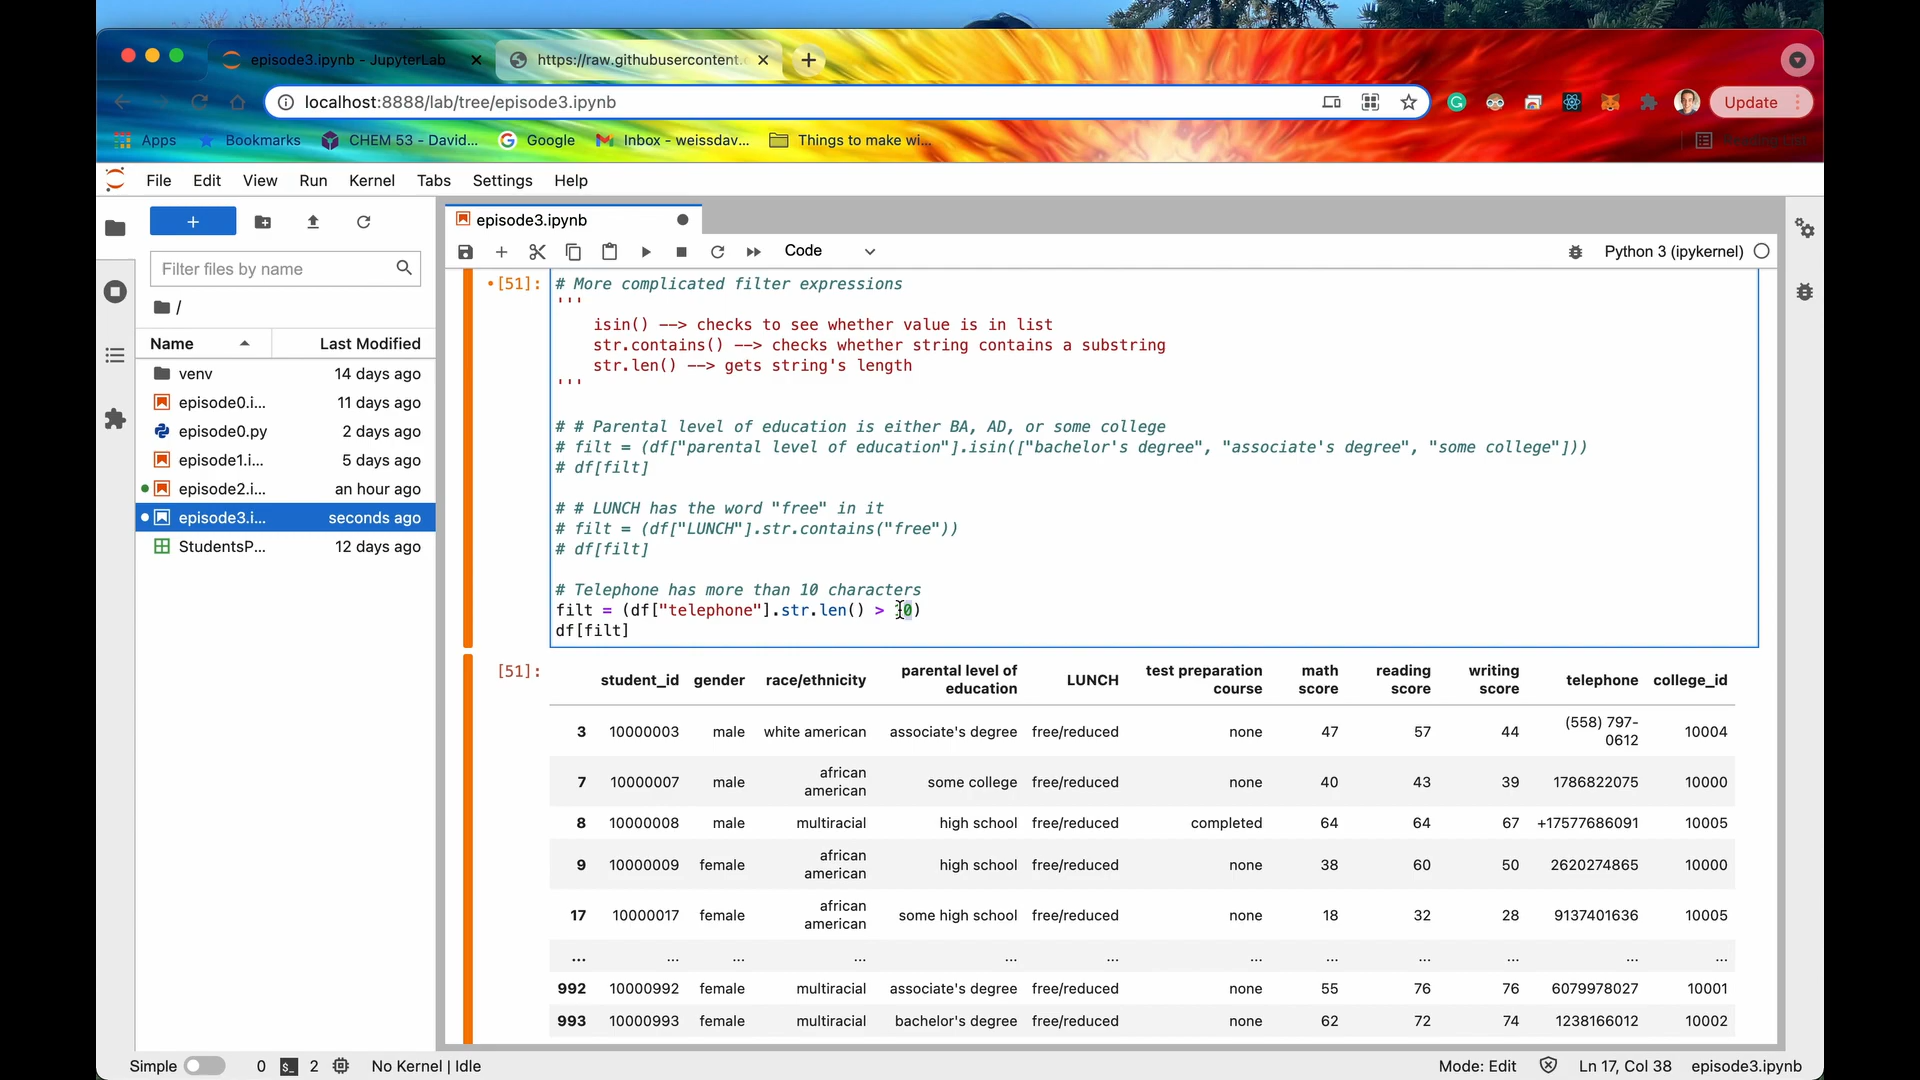 episode3.ipynb - JupyterLab
https://raw.githubusercontent.
localhost:8888/lab/tree/episode3.ipynb
Update
Apps
Bookmarks
CHEM 53 - David...
Google
Inbox - weissdav...
Things to make wi...
Reading List
File
Edit
View
Run
Kernel
Tabs
Settings
Help
episode3.ipynb
Code
Python 3 (ipykernel)
Filter files by name
/
Name
Last Modified
venv 14 days ago
episode0.i... 11 days ago
episode0.py 2 days ago
episode1.i... 5 days ago
episode2.i... an hour ago
episode3.i... seconds ago
StudentsP... 12 days ago
[51]:
# More complicated filter expressions
'''
isin() --> checks to see whether value is in list
str.contains() --> checks whether string contains a substring
str.len() --> gets string's length
'''
# # Parental level of education is either BA, AD, or some college
# filt = (df["parental level of education"].isin(["bachelor's degree", "associate's degree", "some college"]))
# df[filt]
# # LUNCH has the word "free" in it
# filt = (df["LUNCH"].str.contains("free"))
# df[filt]
# Telephone has more than 10 characters
filt = (df["telephone"].str.len() > 10)
df[filt]
[51]:
student_id gender race/ethnicity parental level of education LUNCH test preparation course math score reading score writing score telephone college_id
3 10000003 male white american associate's degree free/reduced none 47 57 44 (558) 797-0612 10004
7 10000007 male african american some college free/reduced none 40 43 39 1786822075 10000
8 10000008 male multiracial high school free/reduced completed 64 64 67 +17577686091 10005
9 10000009 female african american high school free/reduced none 38 60 50 2620274865 10000
17 10000017 female african american some high school free/reduced none 18 32 28 9137401636 10005
... ... ... ... ... ... ... ... ... ... ... ...
992 10000992 female multiracial associate's degree free/reduced none 55 76 76 6079978027 10001
993 10000993 female multiracial bachelor's degree free/reduced none 62 72 74 1238166012 10002
Simple
0
2
No Kernel | Idle
Mode: Edit
Ln 17, Col 38
episode3.ipynb